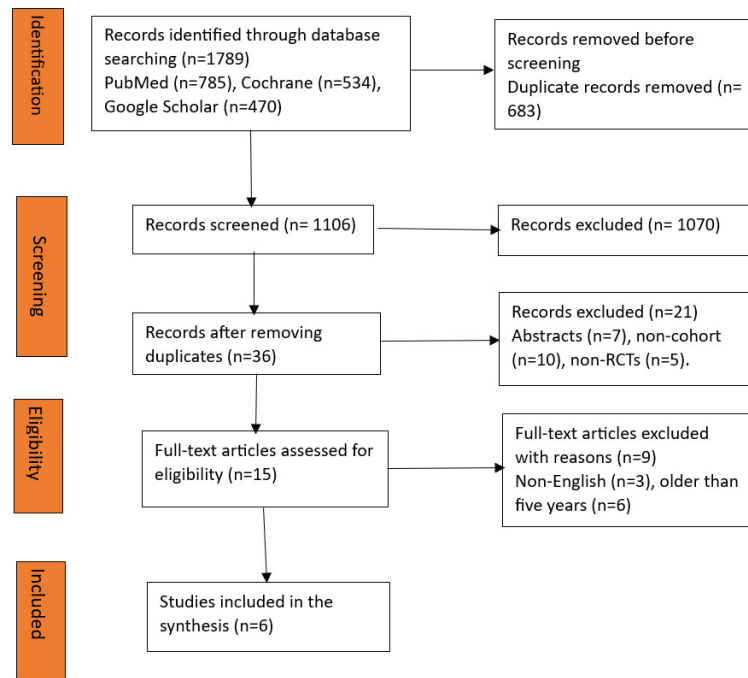 Identification
Records identified through database
searching (n=1789)
PubMed (n=785), Cochrane (n=534),
Google Scholar (n=470)
Records removed before
screening
Duplicate records removed (n=
683)
Screening
Records screened (n= 1106)
Records excluded (n= 1070)
Records after removing
duplicates (n=36)
Records excluded (n=21)
Abstracts (n=7), non-cohort
(n=10), non-RCTs (n=5).
Eligibility
Full-text articles assessed for
eligibility (n=15)
Full-text articles excluded
with reasons (n=9)
Non-English (n=3), older than
five years (n=6)
Included
Studies included in the
synthesis (n=6)